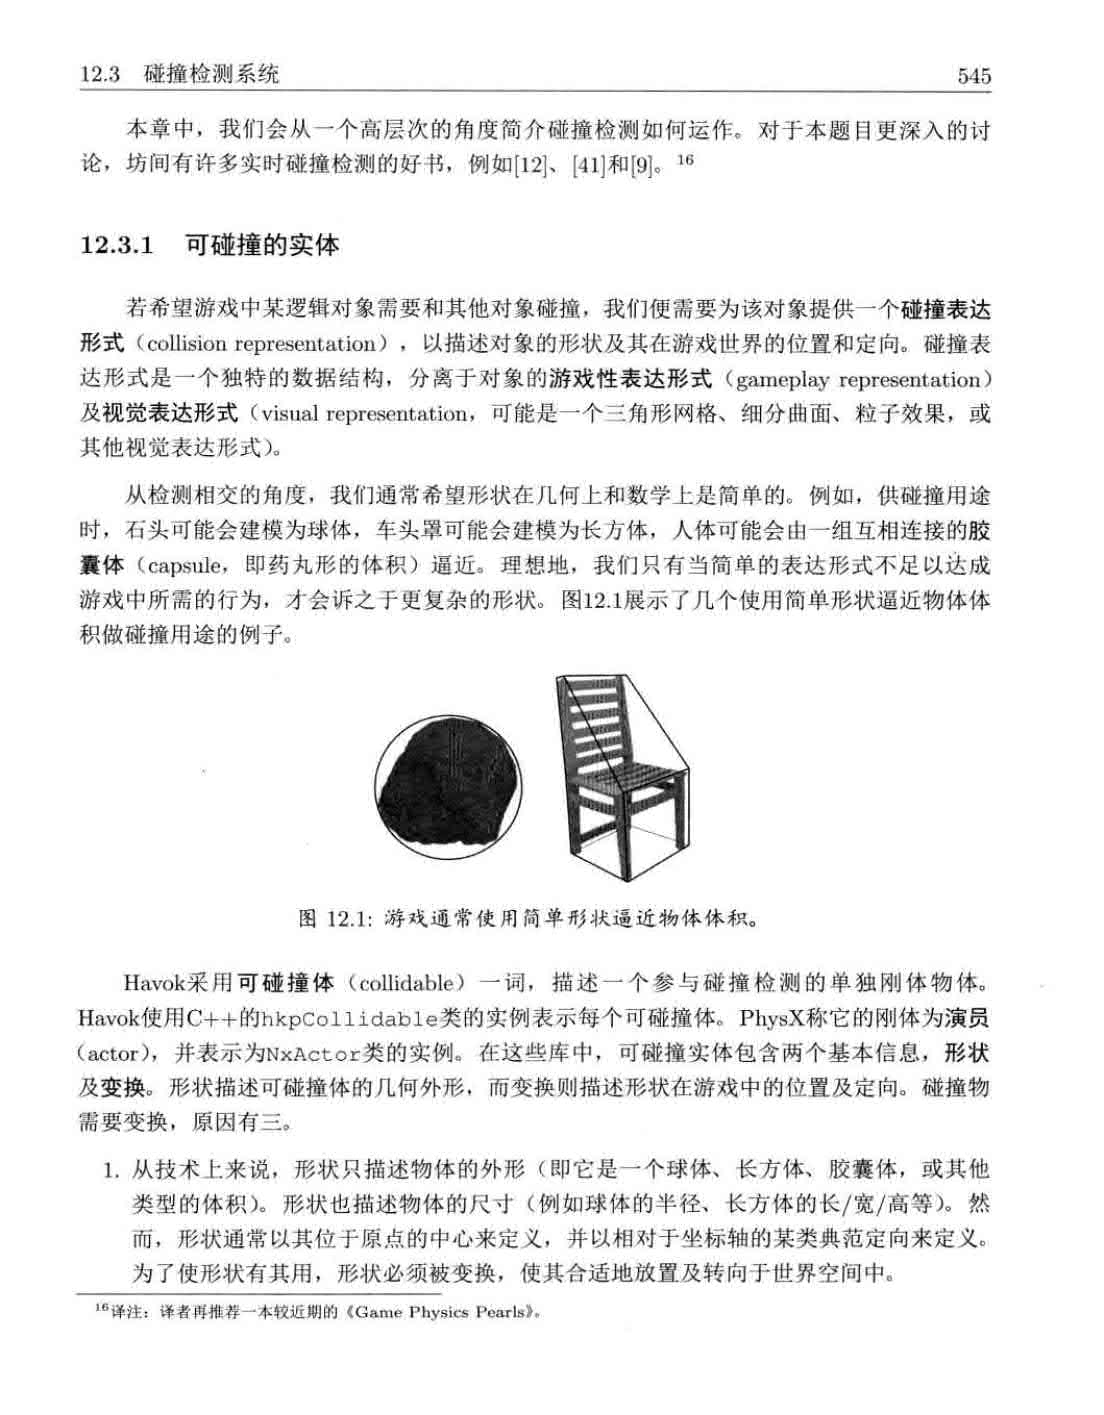 12.3 碰撞检测系统 545
本章中，我们会从一个高层次的角度简介碰撞检测如何运作。对于本题目更深入的讨
论，坊间有许多实时碰撞检测的好书，例如[12]、[41]和[9]。16
12.3.1 可碰撞的实体
若希望游戏中某逻辑对象需要和其他对象碰撞，我们便需要为该对象提供一个碰撞表达
形式（collision representation），以描述对象的形状及其在游戏世界的位置和定向。碰撞表
达形式是一个独特的数据结构，分离于对象的游戏性表达形式（gameplay representation）
及视觉表达形式（visual representation，可能是一个三角形网格、细分曲面、粒子效果，或
其他视觉表达形式）。
从检测相交的角度，我们通常希望形状在几何上和数学上是简单的。例如，供碰撞用途
时，石头可能会建模为球体，车头罩可能会建模为长方体，人体可能会由一组互相连接的胶
囊体（capsule，即药丸形的体积）逼近。理想地，我们只有当简单的表达形式不足以达成
游戏中所需的行为，才会诉之于更复杂的形状。图12.1展示了几个使用简单形状逼近物体体
积做碰撞用途的例子。
图 12.1: 游戏通常使用简单形状逼近物体体积。
Havok采用可碰撞体（collidable）一词，描述一个参与碰撞检测的单独刚体物体。
Havok使用C++的hkpCollidable类的实例表示每个可碰撞体。PhysX称它的刚体为演员
（actor），并表示为NxActor类的实例。在这些库中，可碰撞实体包含两个基本信息，形状
及变换。形状描述可碰撞体的几何外形，而变换则描述形状在游戏中的位置及定向。碰撞物
需要变换，原因有三。
1. 从技术上来说，形状只描述物体的外形（即它是一个球体、长方体、胶囊体，或其他
类型的体积）。形状也描述物体的尺寸（例如球体的半径、长方体的长/宽/高等）。然
而，形状通常以其位于原点的中心来定义，并以相对于坐标轴的某类典范定向来定义。
为了使形状有其用，形状必须被变换，使其合适地放置及转向于世界空间中。
16译注：译者再推荐一本较近期的《Game Physics Pearls》。